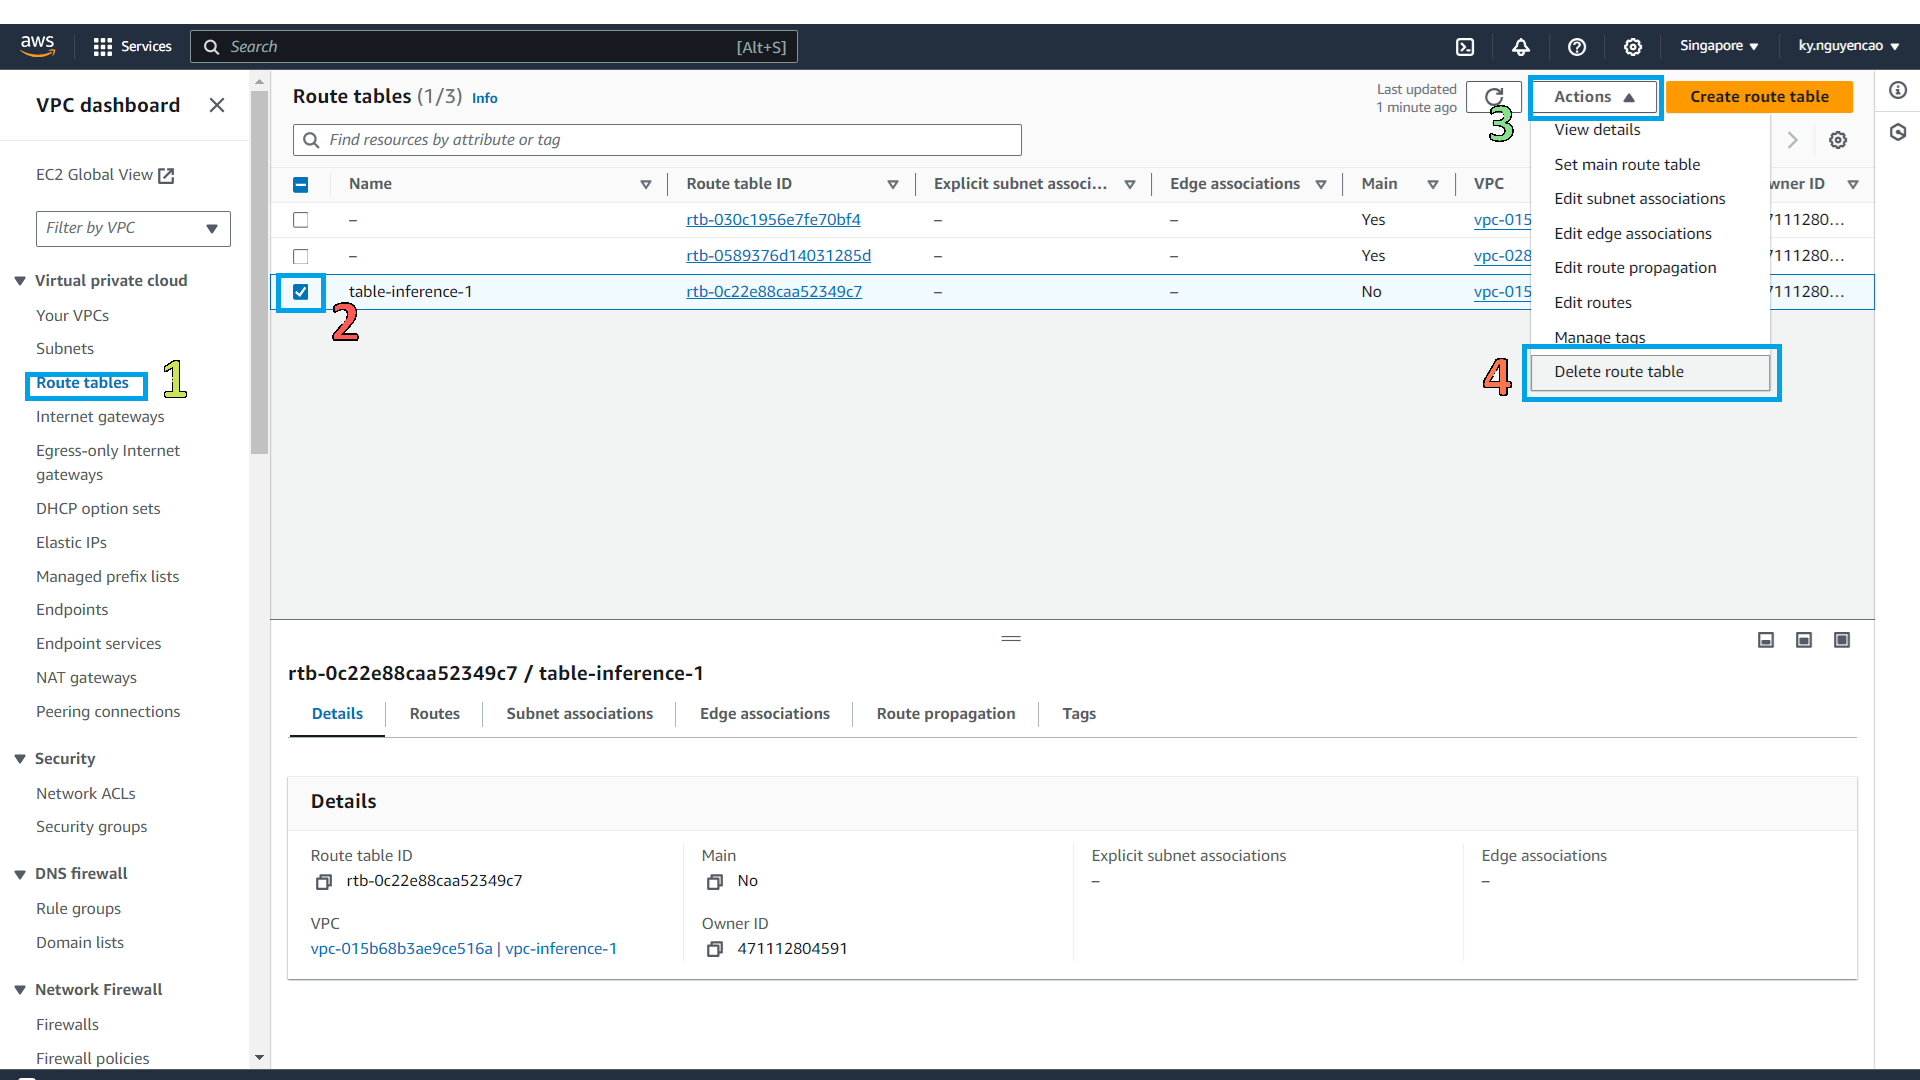 aws
Services
Search
[Alt+S]
Singapore
ky.nguyencao
VPC dashboard
EC2 Global View
Filter by VPC
Virtual private cloud
Your VPCs
Subnets
Route tables
1
Internet gateways
Egress-only Internet
gateways
DHCP option sets
Elastic IPs
Managed prefix lists
Endpoints
Endpoint services
NAT gateways
Peering connections
Security
Network ACLs
Security groups
DNS firewall
Rule groups
Domain lists
Network Firewall
Firewalls
Firewall policies
Route tables (1/3) Info
Last updated
1 minute ago
3
Actions
Create route table
Find resources by attribute or tag
View details
Set main route table
Edit subnet associations
Edit edge associations
Edit route propagation
Edit routes
Manage tags
4
Delete route table
Name Route table ID Explicit subnet associ... Edge associations Main VPC wner ID
– rtb-030c1956e7fe70bf4 – – Yes vpc-015 7111280...
– rtb-0589376d14031285d – – Yes vpc-028 7111280...
table-inference-1 rtb-0c22e88caa52349c7 – – No vpc-015 7111280...
2
rtb-0c22e88caa52349c7 / table-inference-1
Details Routes Subnet associations Edge associations Route propagation Tags
Details
Route table ID
rtb-0c22e88caa52349c7
Main
No
Explicit subnet associations
–
Edge associations
–
VPC
vpc-015b68b3ae9ce516a | vpc-inference-1
Owner ID
471112804591